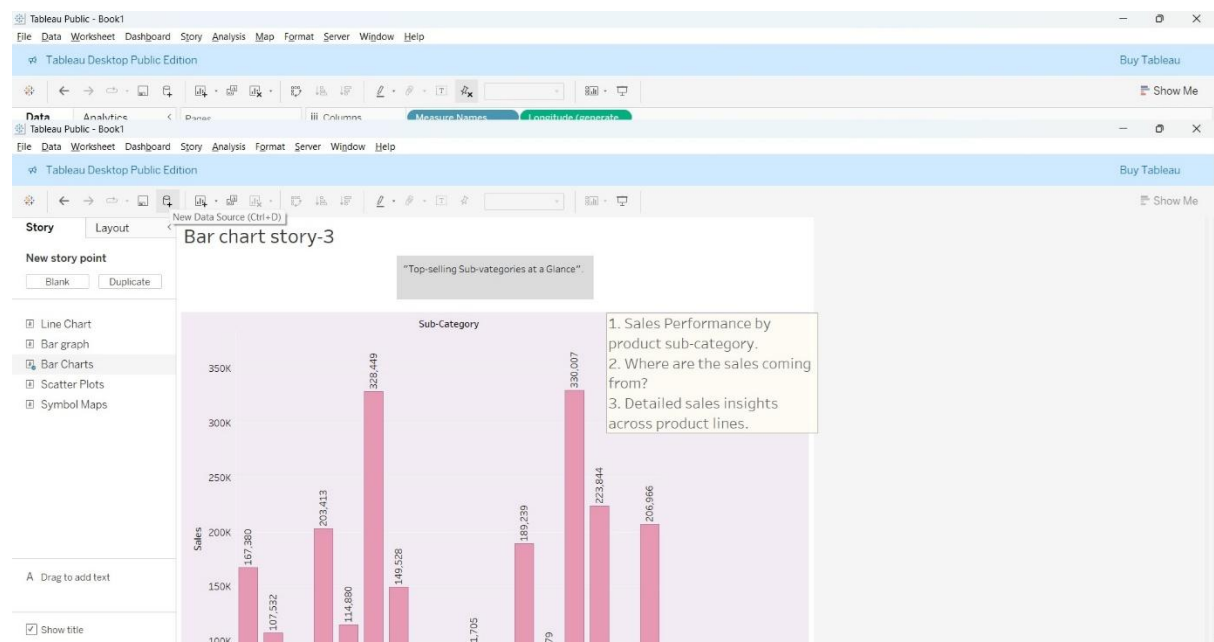 Tableau Public - Book1
File Data Worksheet Dashboard Story Analysis Map Format Server Window Help
Tableau Desktop Public Edition
Buy Tableau
Show Me
Data Analytics Pages Columns Measure Names Longitude (generate
Tableau Public - Book1
File Data Worksheet Dashboard Story Analysis Format Server Window Help
Tableau Desktop Public Edition
Buy Tableau
Show Me
New Data Source (Ctrl+D)
Story Layout
Bar chart story-3
New story point
Blank Duplicate
"Top-selling Sub-vategories at a Glance".
Line Chart
Bar graph
Bar Charts
Scatter Plots
Symbol Maps
Sub-Category
1. Sales Performance by
product sub-category.
2. Where are the sales coming
from?
3. Detailed sales insights
across product lines.
350K
300K
250K
200K
150K
100K
Sales
167,380
107,532
203,413
114,880
328,449
149,528
189,239
330,007
223,844
206,966
A Drag to add text
Show title